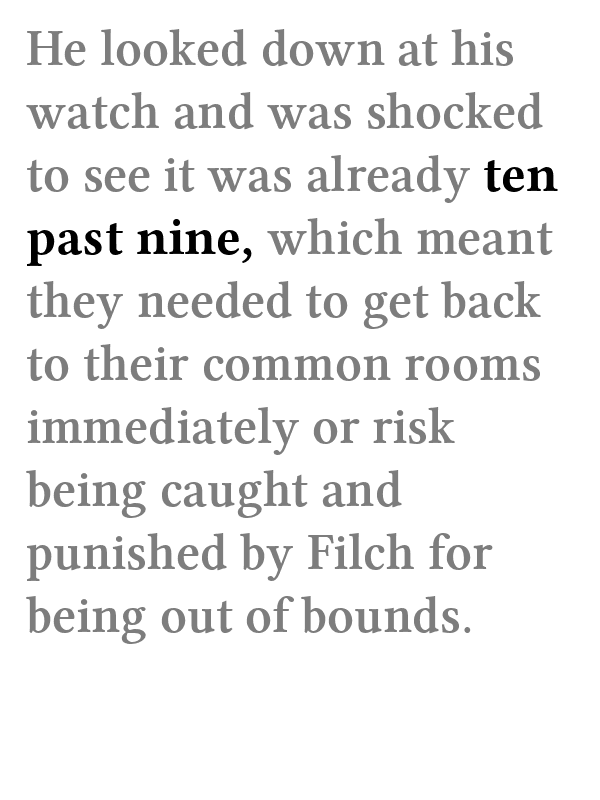 He looked down at his
watch and was shocked
to see it was already ten
past nine, which meant
they needed to get back
to their common rooms
immediately or risk
being caught and
punished by Filch for
being out of bounds.